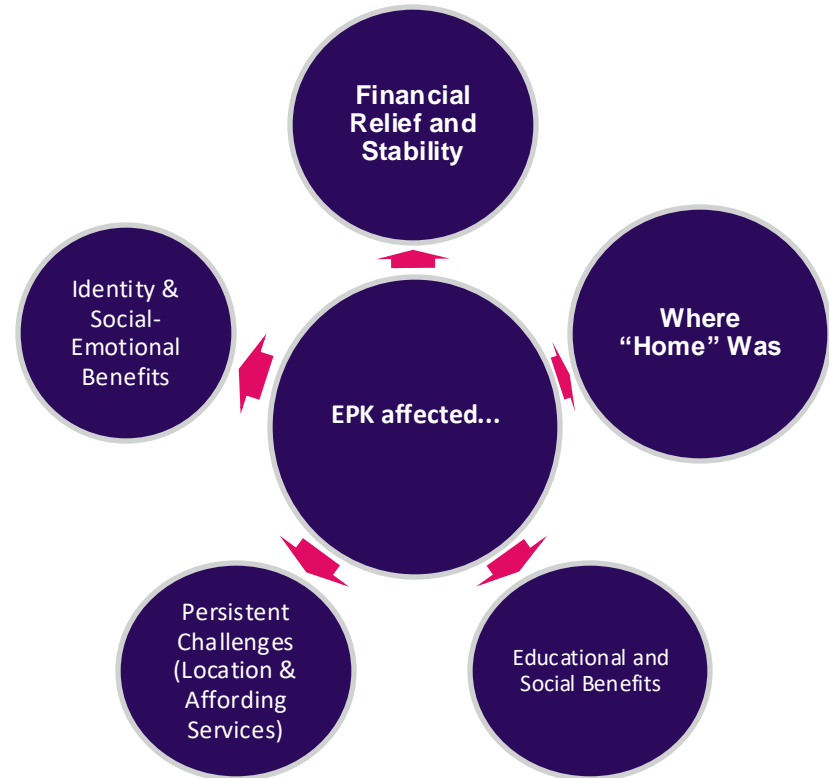 Financial
Relief and
Stability
Identity &
Social-
Emotional
Benefits
Where
“Home” Was
EPK affected...
Persistent
Challenges
(Location &
Affording
Services)
Educational and
Social Benefits